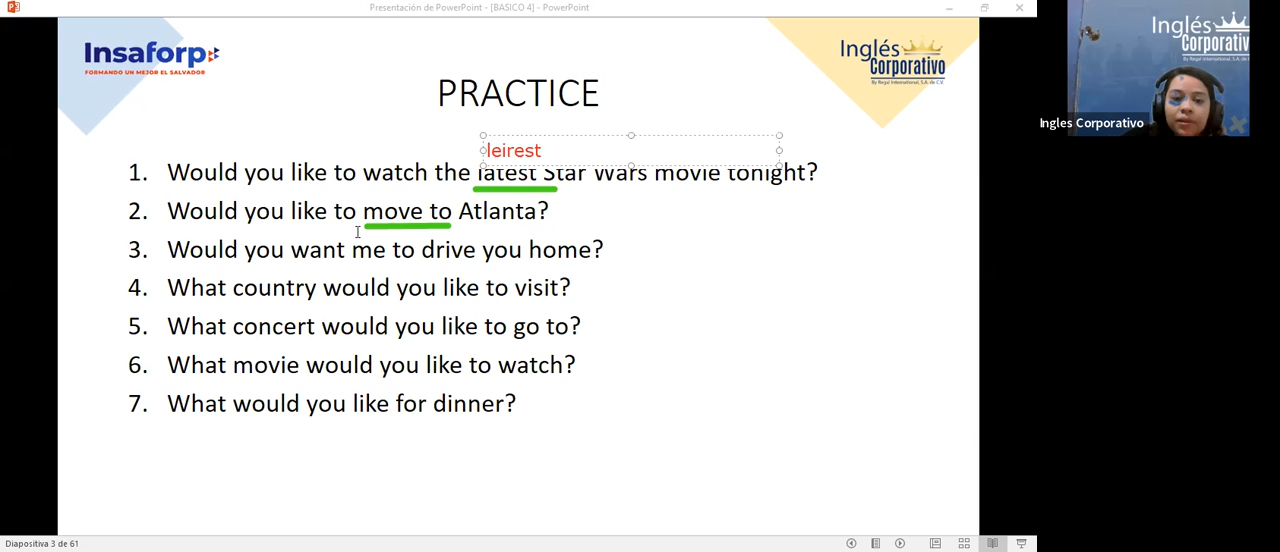 Presentación de PowerPoint - [BASICO 4] - PowerPoint
Insaforp
FORMANDO UN MEJOR EL SALVADOR
Inglés
Corporativo
By Regal International, S.A. de C.V.
PRACTICE
leirest
1. Would you like to watch the latest Star Wars movie tonight?
2. Would you like to move to Atlanta?
3. Would you want me to drive you home?
4. What country would you like to visit?
5. What concert would you like to go to?
6. What movie would you like to watch?
7. What would you like for dinner?
Inglés
Corporativo
Ingles Corporativo
Diapositiva 3 de 61